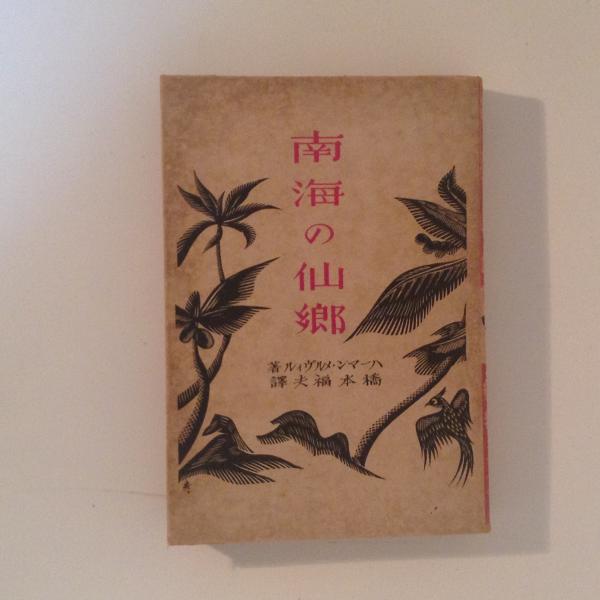 南海の仙郷
ハーマン・メルヴィル著
橋本福夫譯